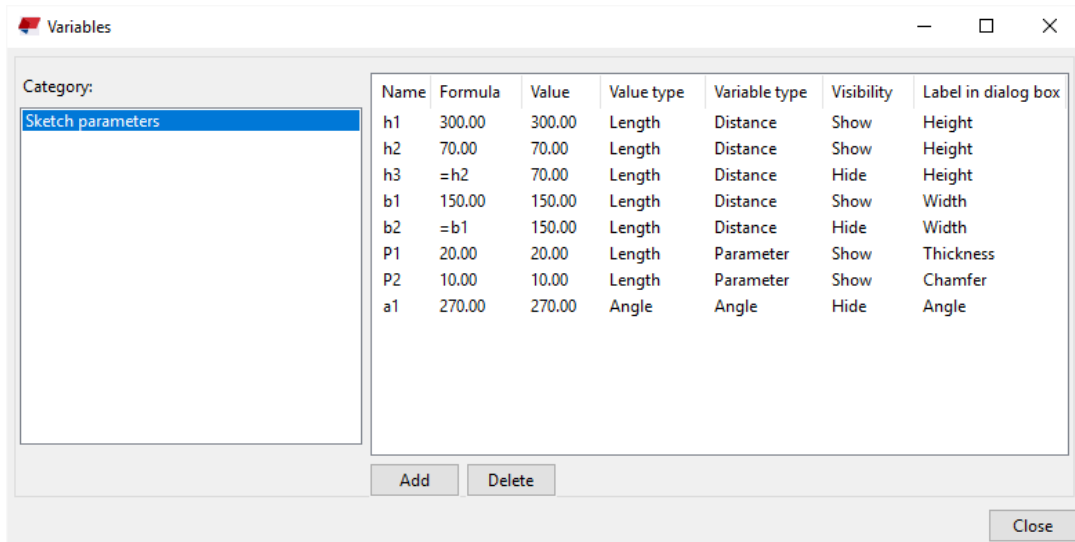 Variables
Category:
Sketch parameters
Name Formula Value Value type Variable type Visibility Label in dialog box
h1 300.00 300.00 Length Distance Show Height
h2 70.00 70.00 Length Distance Show Height
h3 =h2 70.00 Length Distance Hide Height
b1 150.00 150.00 Length Distance Show Width
b2 =b1 150.00 Length Distance Hide Width
P1 20.00 20.00 Length Parameter Show Thickness
P2 10.00 10.00 Length Parameter Show Chamfer
a1 270.00 270.00 Angle Angle Hide Angle
Add Delete
Close